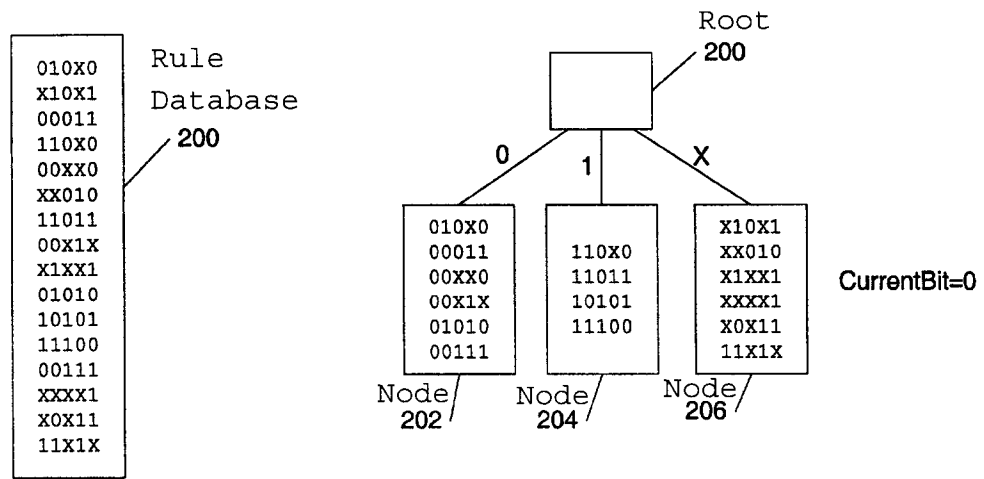 010X0
X10X1
00011
110X0
00XX0
XX010
11011
00X1X
X1XX1
01010
10101
11100
00111
XXXX1
X0X11
11X1X
Rule
Database
200
Root
200
0
1
X
010X0
00011
00XX0
00X1X
01010
00111
110X0
11011
10101
11100
X10X1
XX010
X1XX1
XXXX1
X0X11
11X1X
CurrentBit=0
Node
202
Node
204
Node
206